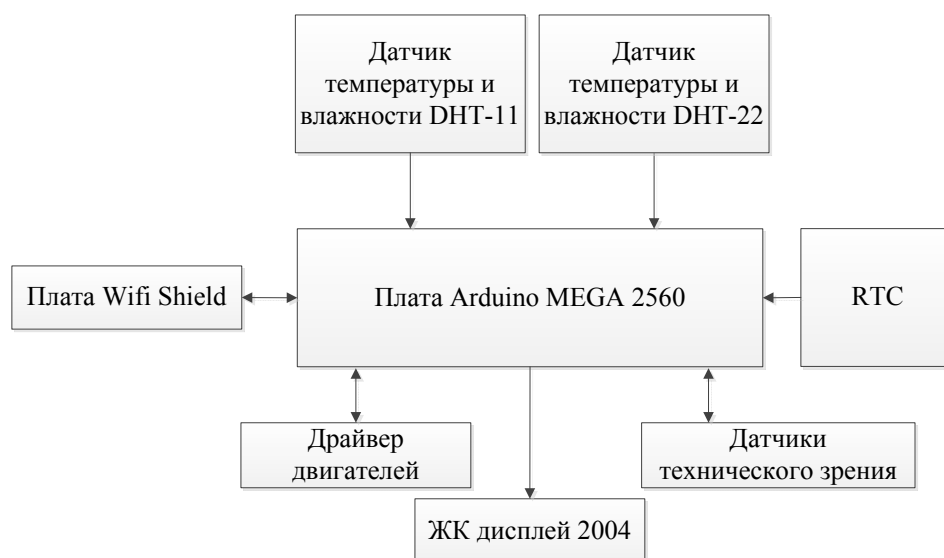 Датчик
температуры и
влажности DHT-11
Датчик
температуры и
влажности DHT-22
Плата Wifi Shield
Плата Arduino MEGA 2560
RTC
Драйвер
двигателей
Датчики
технического зрения
ЖК дисплей 2004